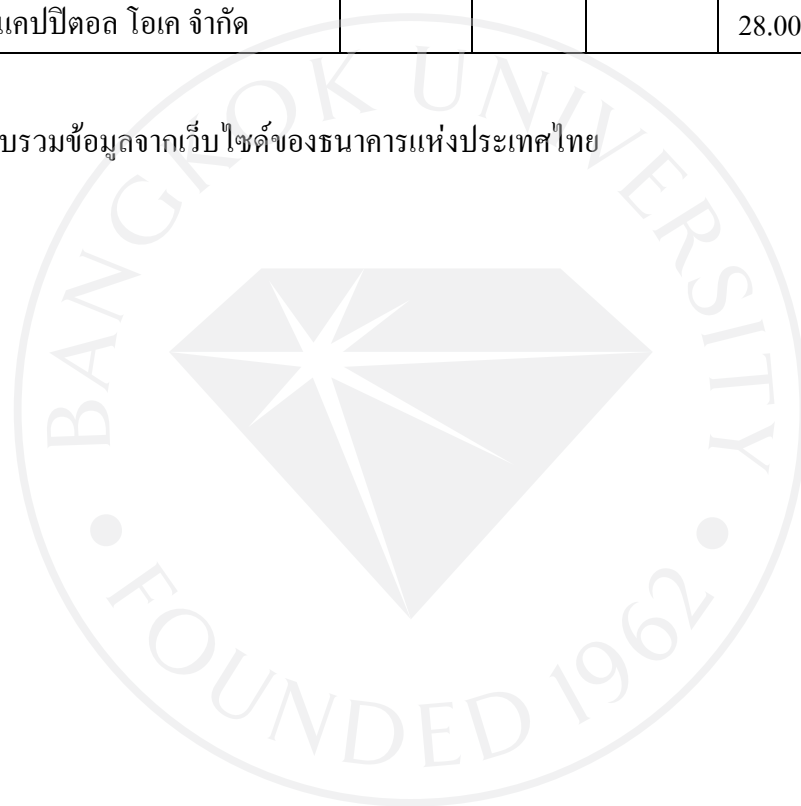 แคปปิตอล โอเค จำกัด 28.00
บรวมข้อมูลจากเว็บไซด์ของธนาคารแห่งประเทศไทย
BANGKOK UNIVERSITY
• FOUNDED 1962 •